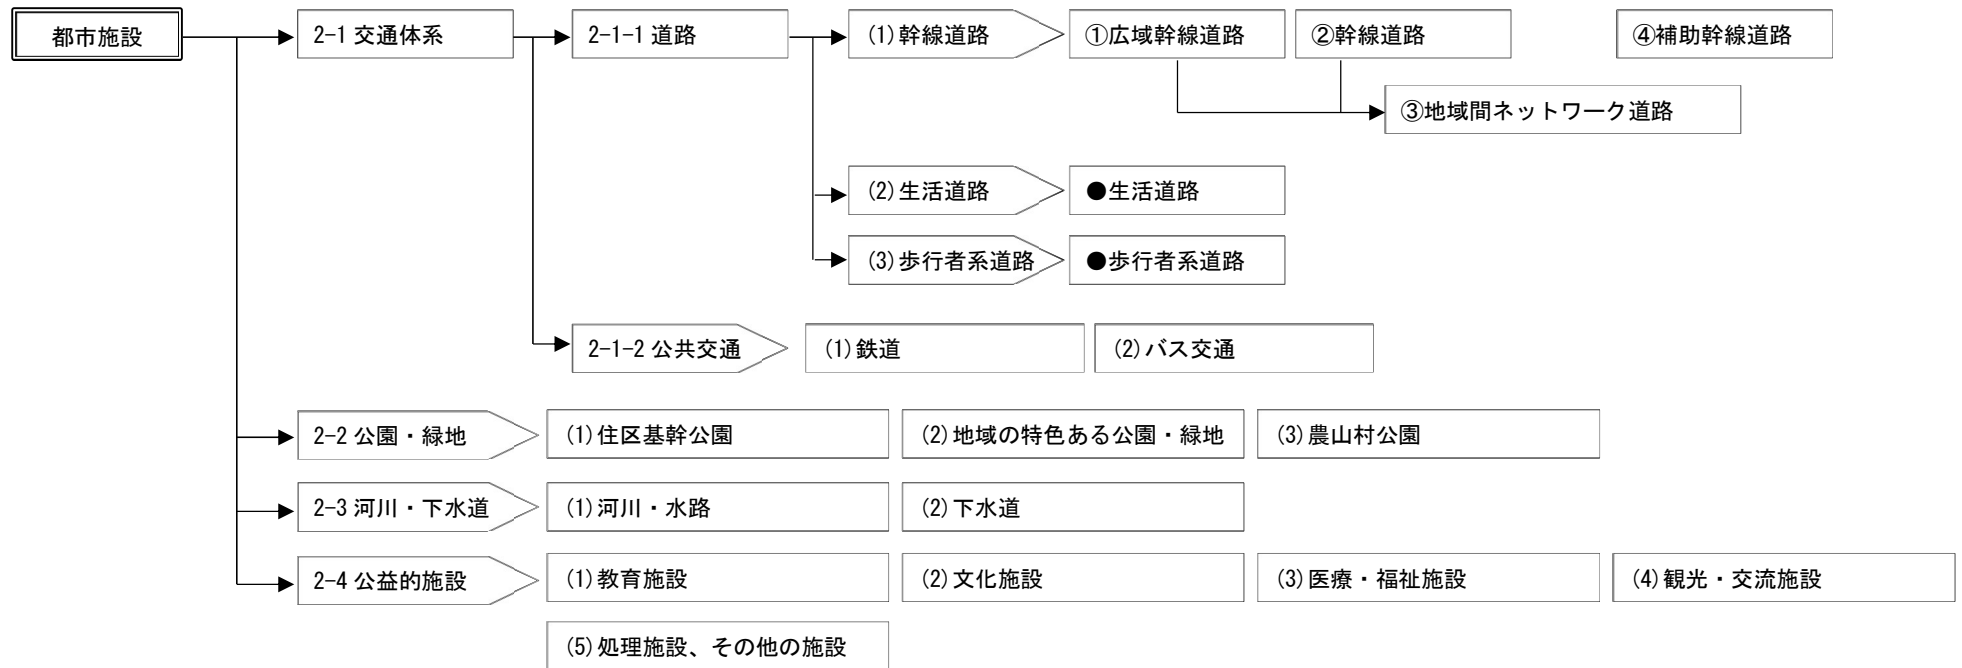 都市施設
2-1 交通体系
2-1-1 道路
(1)幹線道路
①広域幹線道路
②幹線道路
④補助幹線道路
③地域間ネットワーク道路
(2)生活道路
●生活道路
(3)歩行者系道路
●歩行者系道路
2-1-2 公共交通
(1)鉄道
(2)バス交通
2-2 公園・緑地
(1)住区基幹公園
(2)地域の特色ある公園・緑地
(3)農山村公園
2-3 河川・下水道
(1)河川・水路
(2)下水道
2-4 公益的施設
(1)教育施設
(2)文化施設
(3)医療・福祉施設
(4)観光・交流施設
(5)処理施設、その他の施設